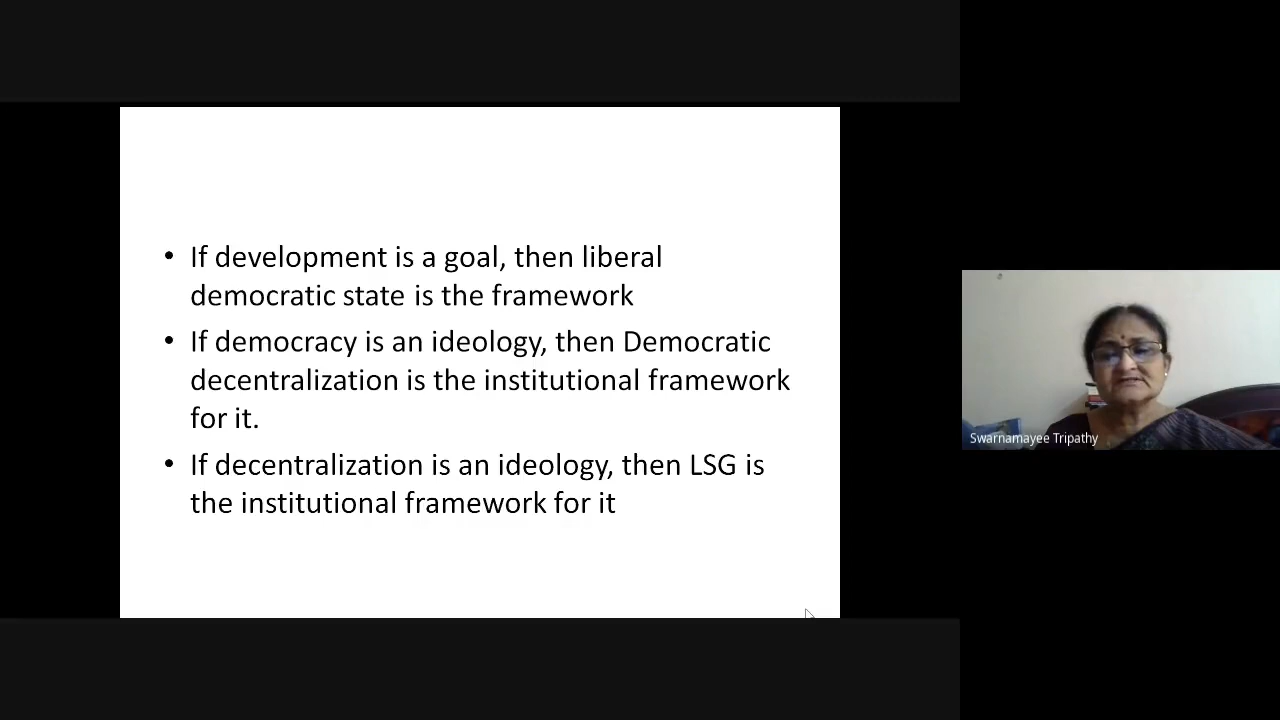 • If development is a goal, then liberal
democratic state is the framework
• If democracy is an ideology, then Democratic
decentralization is the institutional framework
for it.
• If decentralization is an ideology, then LSG is
the institutional framework for it
Swarnamayee Tripathy